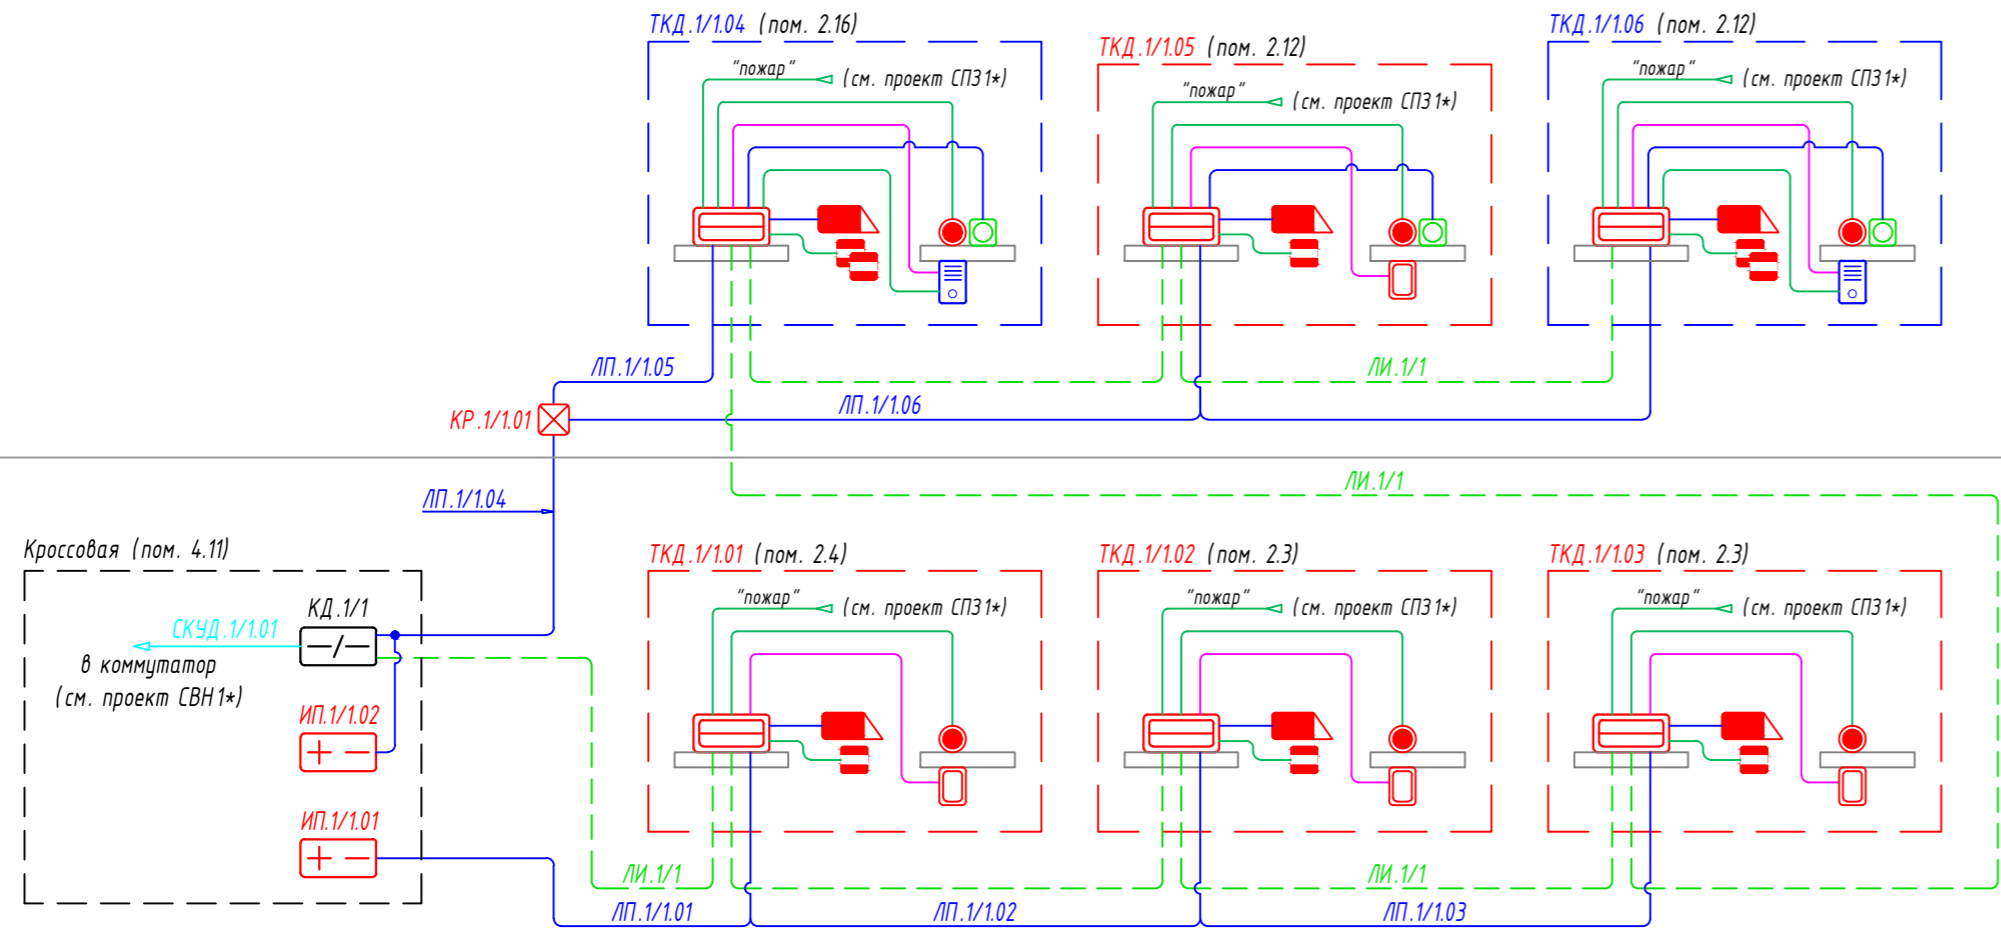 ТКД.1/1.04 (пом. 2.16)
"пожар"
(см. проект СПЗ1*)
ТКД.1/1.05 (пом. 2.12)
"пожар"
(см. проект СПЗ1*)
ТКД.1/1.06 (пом. 2.12)
"пожар"
(см. проект СПЗ1*)
ЛП.1/1.05
ЛИ.1/1
КР.1/1.01
ЛП.1/1.06
ЛИ.1/1
ЛП.1/1.04
Кроссовая (пом. 4.11)
КД.1/1
СКУД.1/1.01
в коммутатор
(см. проект СВН1*)
ИП.1/1.02
ИП.1/1.01
ТКД.1/1.01 (пом. 2.4)
"пожар"
(см. проект СПЗ1*)
ТКД.1/1.02 (пом. 2.3)
"пожар"
(см. проект СПЗ1*)
ТКД.1/1.03 (пом. 2.3)
"пожар"
(см. проект СПЗ1*)
ЛИ.1/1
ЛИ.1/1
ЛП.1/1.01
ЛП.1/1.02
ЛП.1/1.03